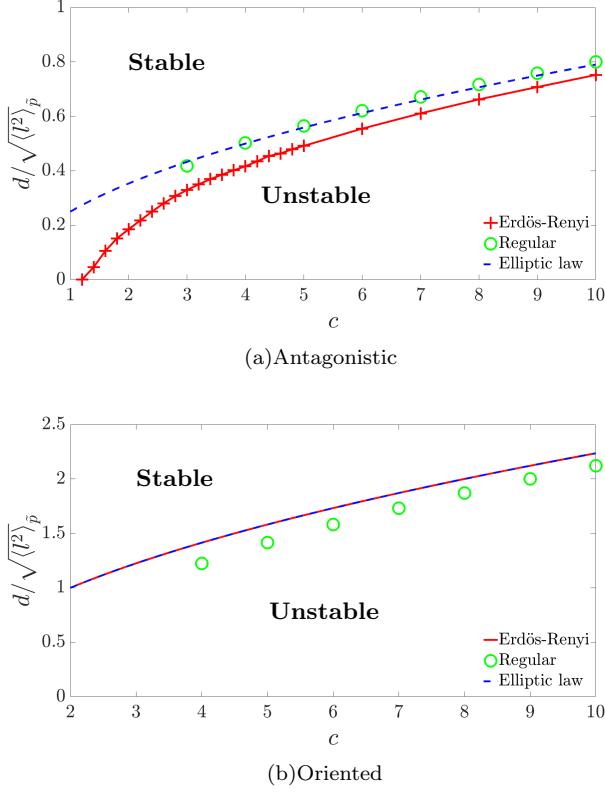 1
0.8
0.6
0.4
0.2
0
d/√⟨l²⟩p̃
Stable
Unstable
Erdös-Renyi
Regular
Elliptic law
1 2 3 4 5 6 7 8 9 10
c
(a)Antagonistic
2.5
2
1.5
1
0.5
0
d/√⟨l²⟩p̃
Stable
Unstable
Erdös-Renyi
Regular
Elliptic law
2 3 4 5 6 7 8 9 10
c
(b)Oriented